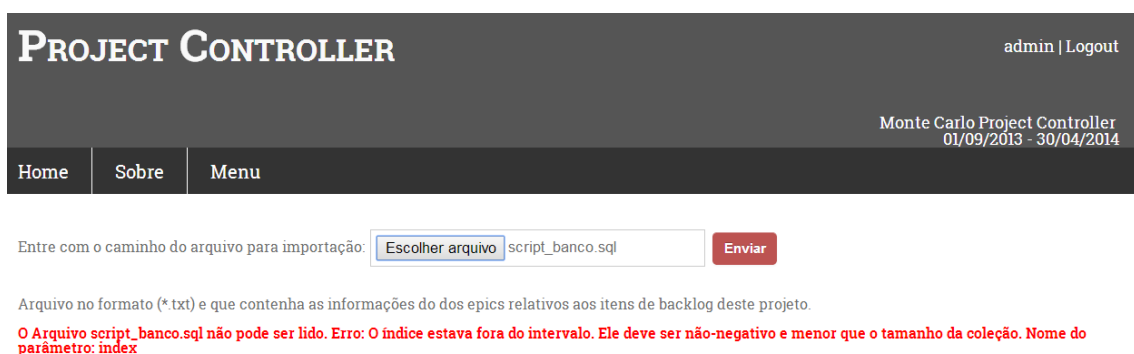 PROJECT CONTROLLER
admin | Logout
Monte Carlo Project Controller
01/09/2013 - 30/04/2014
Home Sobre Menu
Entre com o caminho do arquivo para importação: Escolher arquivo script_banco.sql Enviar
Arquivo no formato (*.txt) e que contenha as informações do dos epics relativos aos itens de backlog deste projeto.
O Arquivo script_banco.sql não pode ser lido. Erro: O índice estava fora do intervalo. Ele deve ser não-negativo e menor que o tamanho da coleção. Nome do
parâmetro: index